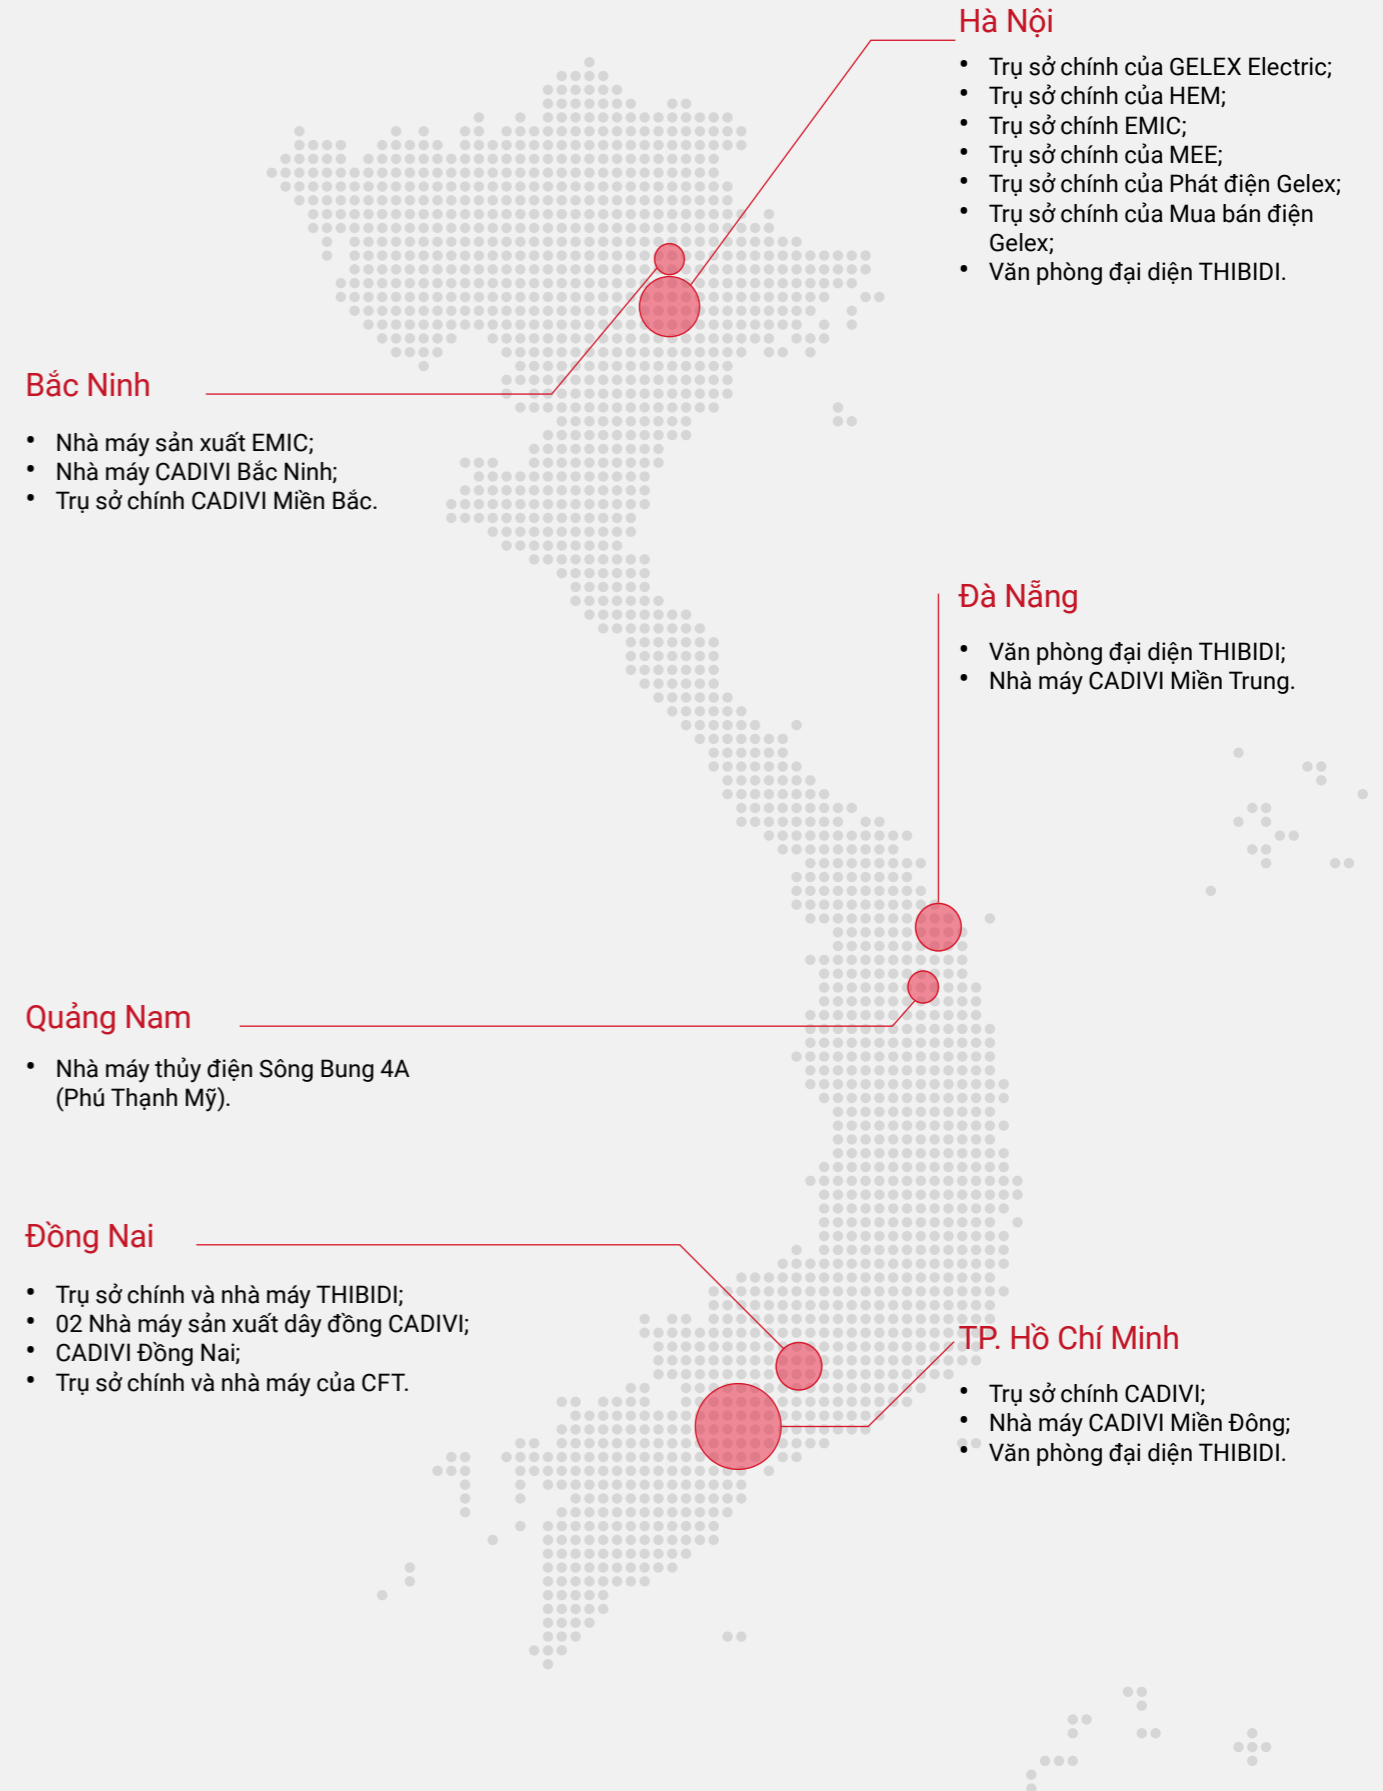 Hà Nội
• Trụ sở chính của GELEX Electric;
• Trụ sở chính của HEM;
• Trụ sở chính EMIC;
• Trụ sở chính của MEE;
• Trụ sở chính của Phát điện Gelex;
• Trụ sở chính của Mua bán điện
Gelex;
• Văn phòng đại diện THIBIDI.
Bắc Ninh
• Nhà máy sản xuất EMIC;
• Nhà máy CADIVI Bắc Ninh;
• Trụ sở chính CADIVI Miền Bắc.
Đà Nẵng
• Văn phòng đại diện THIBIDI;
• Nhà máy CADIVI Miền Trung.
Quảng Nam
• Nhà máy thủy điện Sông Bung 4A
(Phú Thạnh Mỹ).
Đồng Nai
• Trụ sở chính và nhà máy THIBIDI;
• 02 Nhà máy sản xuất dây đồng CADIVI;
• CADIVI Đồng Nai;
• Trụ sở chính và nhà máy của CFT.
TP. Hồ Chí Minh
• Trụ sở chính CADIVI;
• Nhà máy CADIVI Miền Đông;
• Văn phòng đại diện THIBIDI.